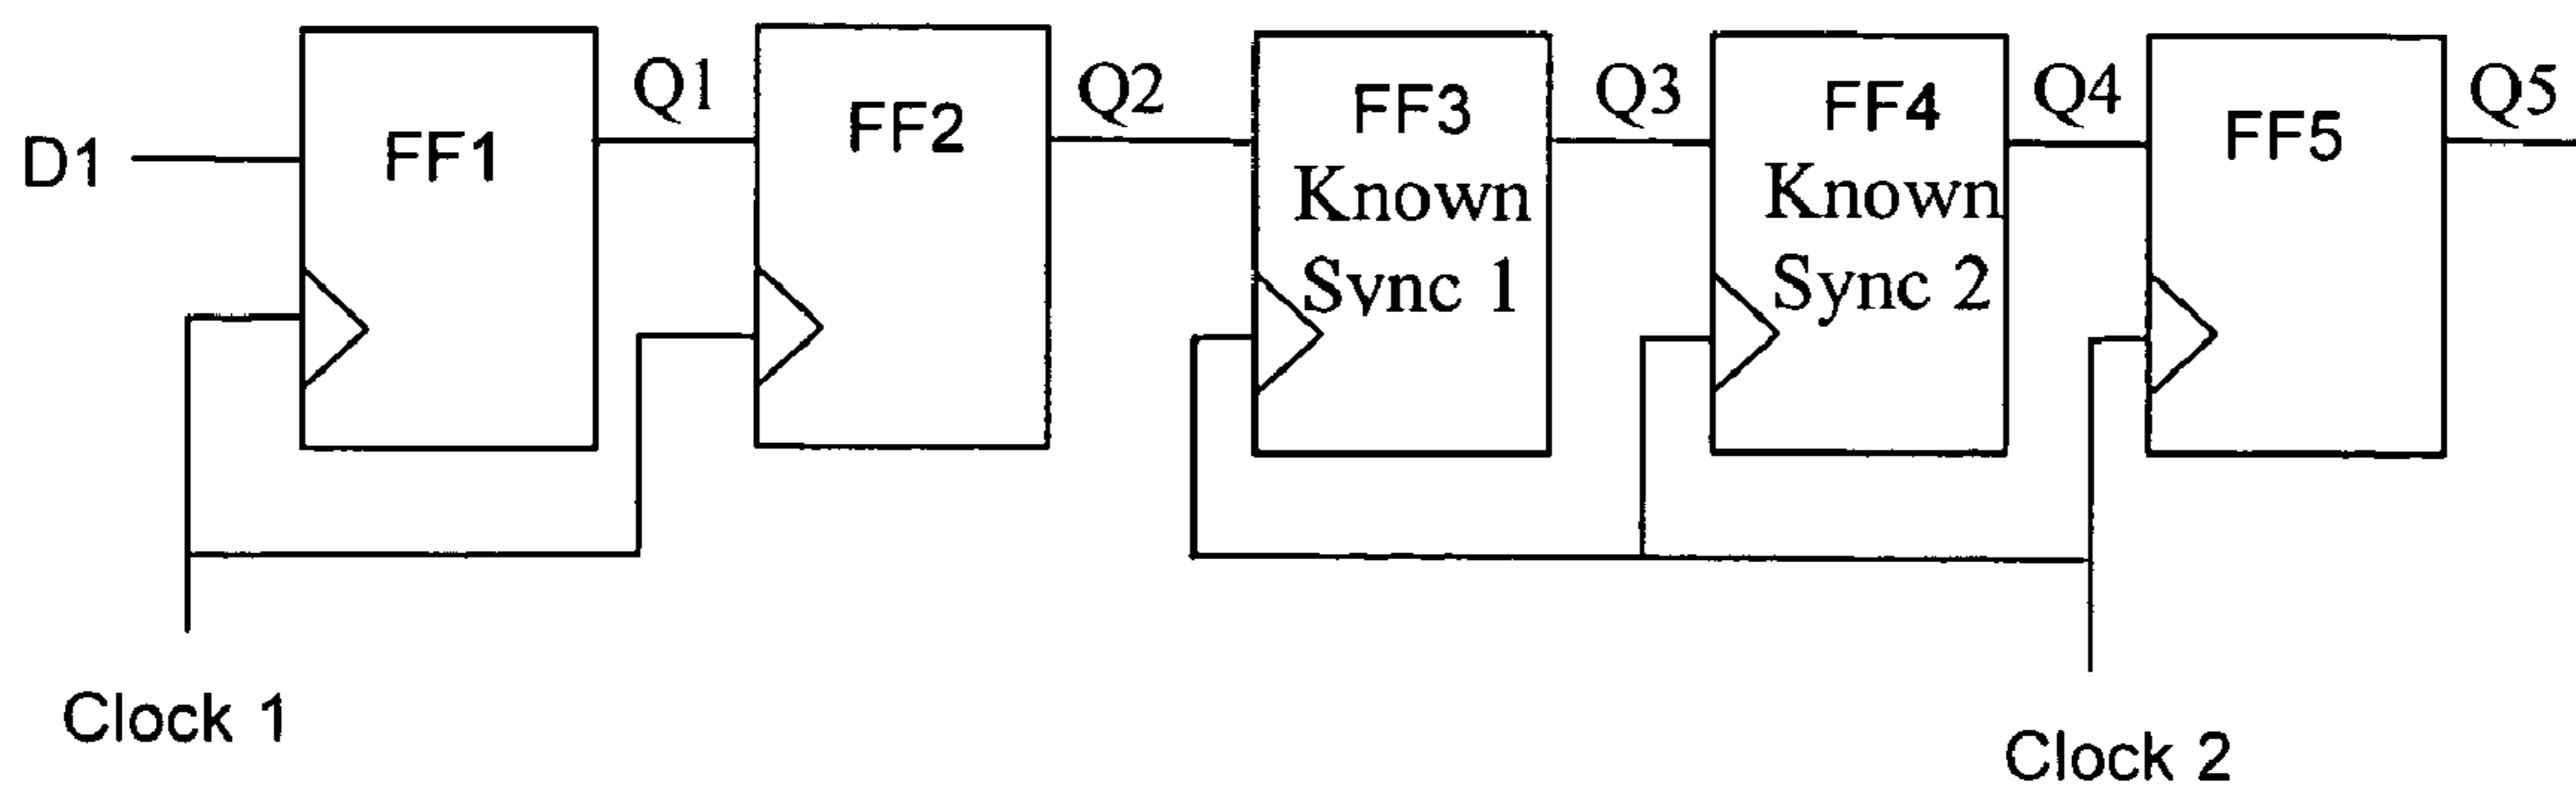 D1
FF1
Q1
FF2
Q2
FF3
Known
Sync 1
Q3
FF4
Known
Sync 2
Q4
FF5
Q5
Clock 1
Clock 2